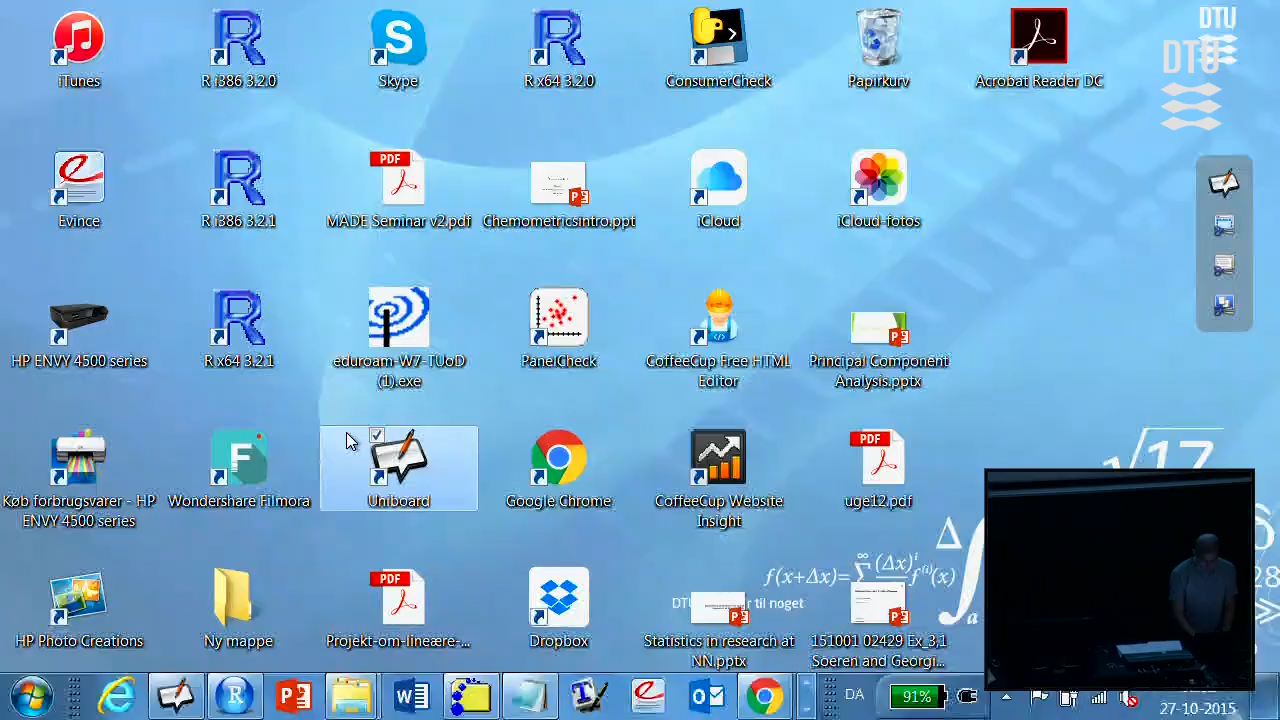 iTunes
R i386 3.2.0
Skype
R x64 3.2.0
ConsumerCheck
Papirkurv
Acrobat Reader DC
DTU
DTU
Evince
R i386 3.2.1
PDF
MADE Seminar v2.pdf
Chemometricsintro.ppt
iCloud
iCloud-fotos
HP ENVY 4500 series
R x64 3.2.1
eduroam-W7-TUoD
(1).exe
PanelCheck
CoffeeCup Free HTML
Editor
Principal Component
Analysis.pptx
Køb forbrugsvarer - HP
ENVY 4500 series
Wondershare Filmora
Uniboard
Google Chrome
CoffeeCup Website
Insight
PDF
uge12.pdf
√17
f(x+Δx)=∑ (Δx)^i f^(i)(x)
HP Photo Creations
Ny mappe
PDF
Projekt-om-lineære-...
Dropbox
Statistics in research at
NN.pptx
151001 02429 Ex_3,1
Soeren and Georgi...
DA
91%
27-10-2015